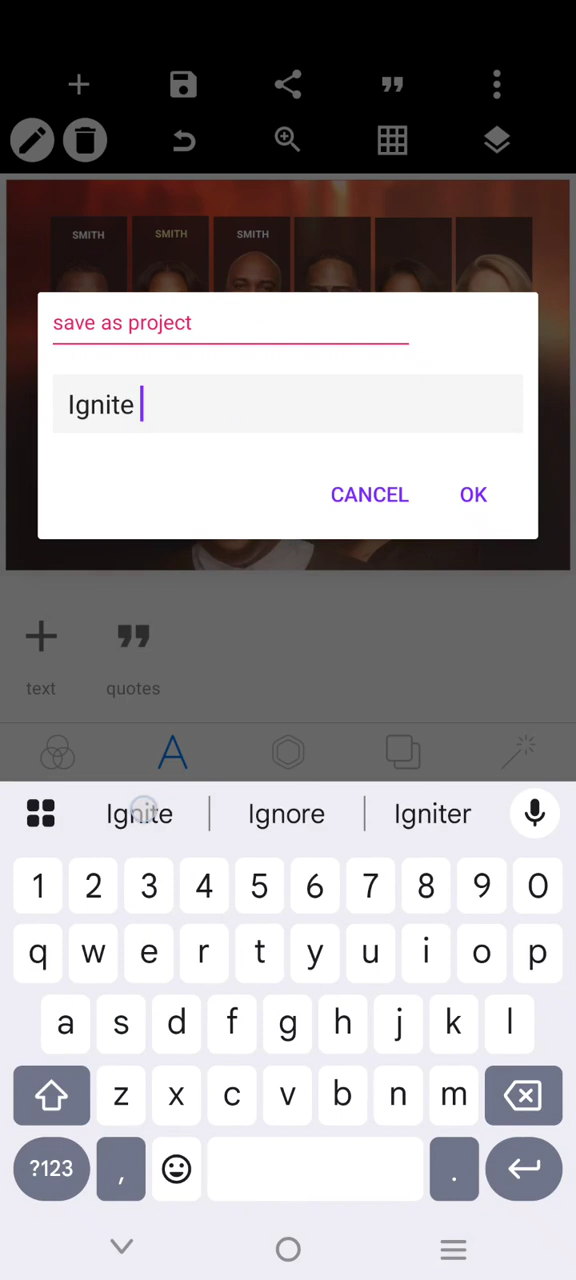 SMITH SMITH SMITH
save as project
Ignite
CANCEL OK
text quotes
Ignite Ignore Igniter
1 2 3 4 5 6 7 8 9 0
q w e r t y u i o p
a s d f g h j k l
z x c v b n m
?123 , .